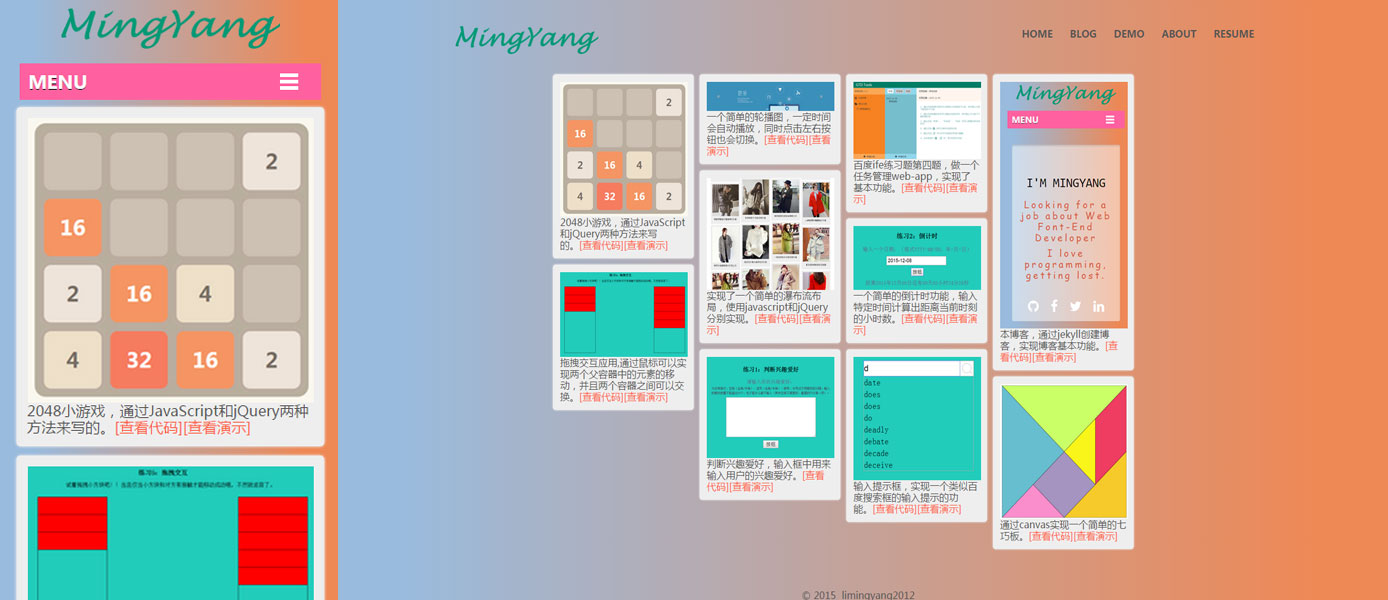 MingYang
MENU
2
16
2
16
4
4
32
16
2
2048小游戏，通过JavaScript和jQuery两种
方法来写的。[查看代码][查看演示]
练习5：拖拽交互
MingYang
HOME
BLOG
DEMO
ABOUT
RESUME
2
16
2
16
4
4
32
16
2
2048小游戏，通过JavaScript
和jQuery两种方法来写
的。[查看代码][查看演示]
拖拽交互应用,通过鼠标可以实
现两个父容器中的元素的移
动，并且两个容器之间可以交
换。[查看代码][查看演示]
一个简单的轮播图，一定时间
会自动播放，同时点击左右按
钮也会切换。[查看代码][查看
演示]
实现了一个简单的瀑布流布
局，使用javascript和jQuery
分别实现。[查看代码][查看演
示]
练习1：判断兴趣爱好
判断兴趣爱好，输入框中用来
输入用户的兴趣爱好。[查看
代码][查看演示]
百度ife练习题第四题，做一个
任务管理web-app，实现了
基本功能。[查看代码][查看演
示]
练习2：倒计时
2015-12-08
一个简单的倒计时功能，输入
特定时间计算出距离当前时刻
的小时数。[查看代码][查看演
示]
d
date
does
does
do
deadly
debate
decade
deceive
输入提示框，实现一个类似百
度搜索框的输入提示的功
能。[查看代码][查看演示]
MingYang
MENU
I'M MINGYANG
Looking for a
job about Web
Font-End
Developer
I love
programming,
getting lost.
本博客，通过jekyll创建博
客，实现博客基本功能。[查
看代码][查看演示]
通过canvas实现一个简单的七
巧板。[查看代码][查看演示]
© 2015 limingyang2012